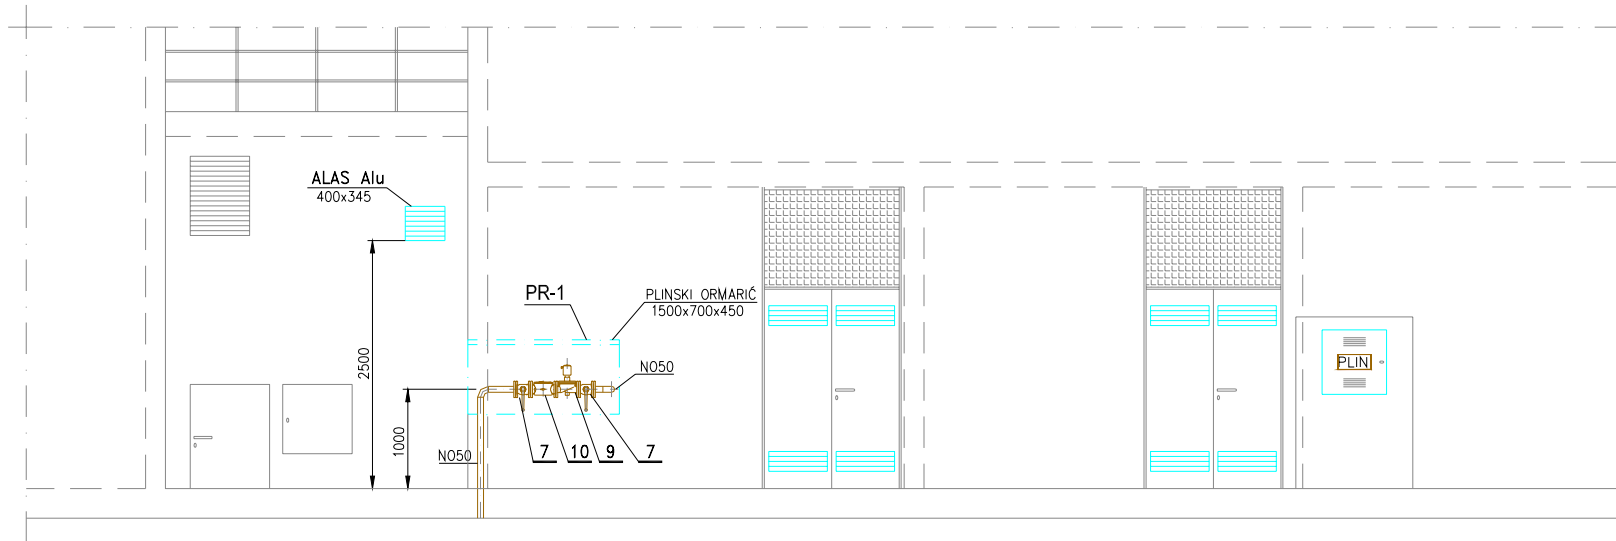 ALAS Alu
400x345
2500
PR-1
PLINSKI ORMARIĆ
1500x700x450
NO50
1000
NO50
7
10
9
7
PLIN